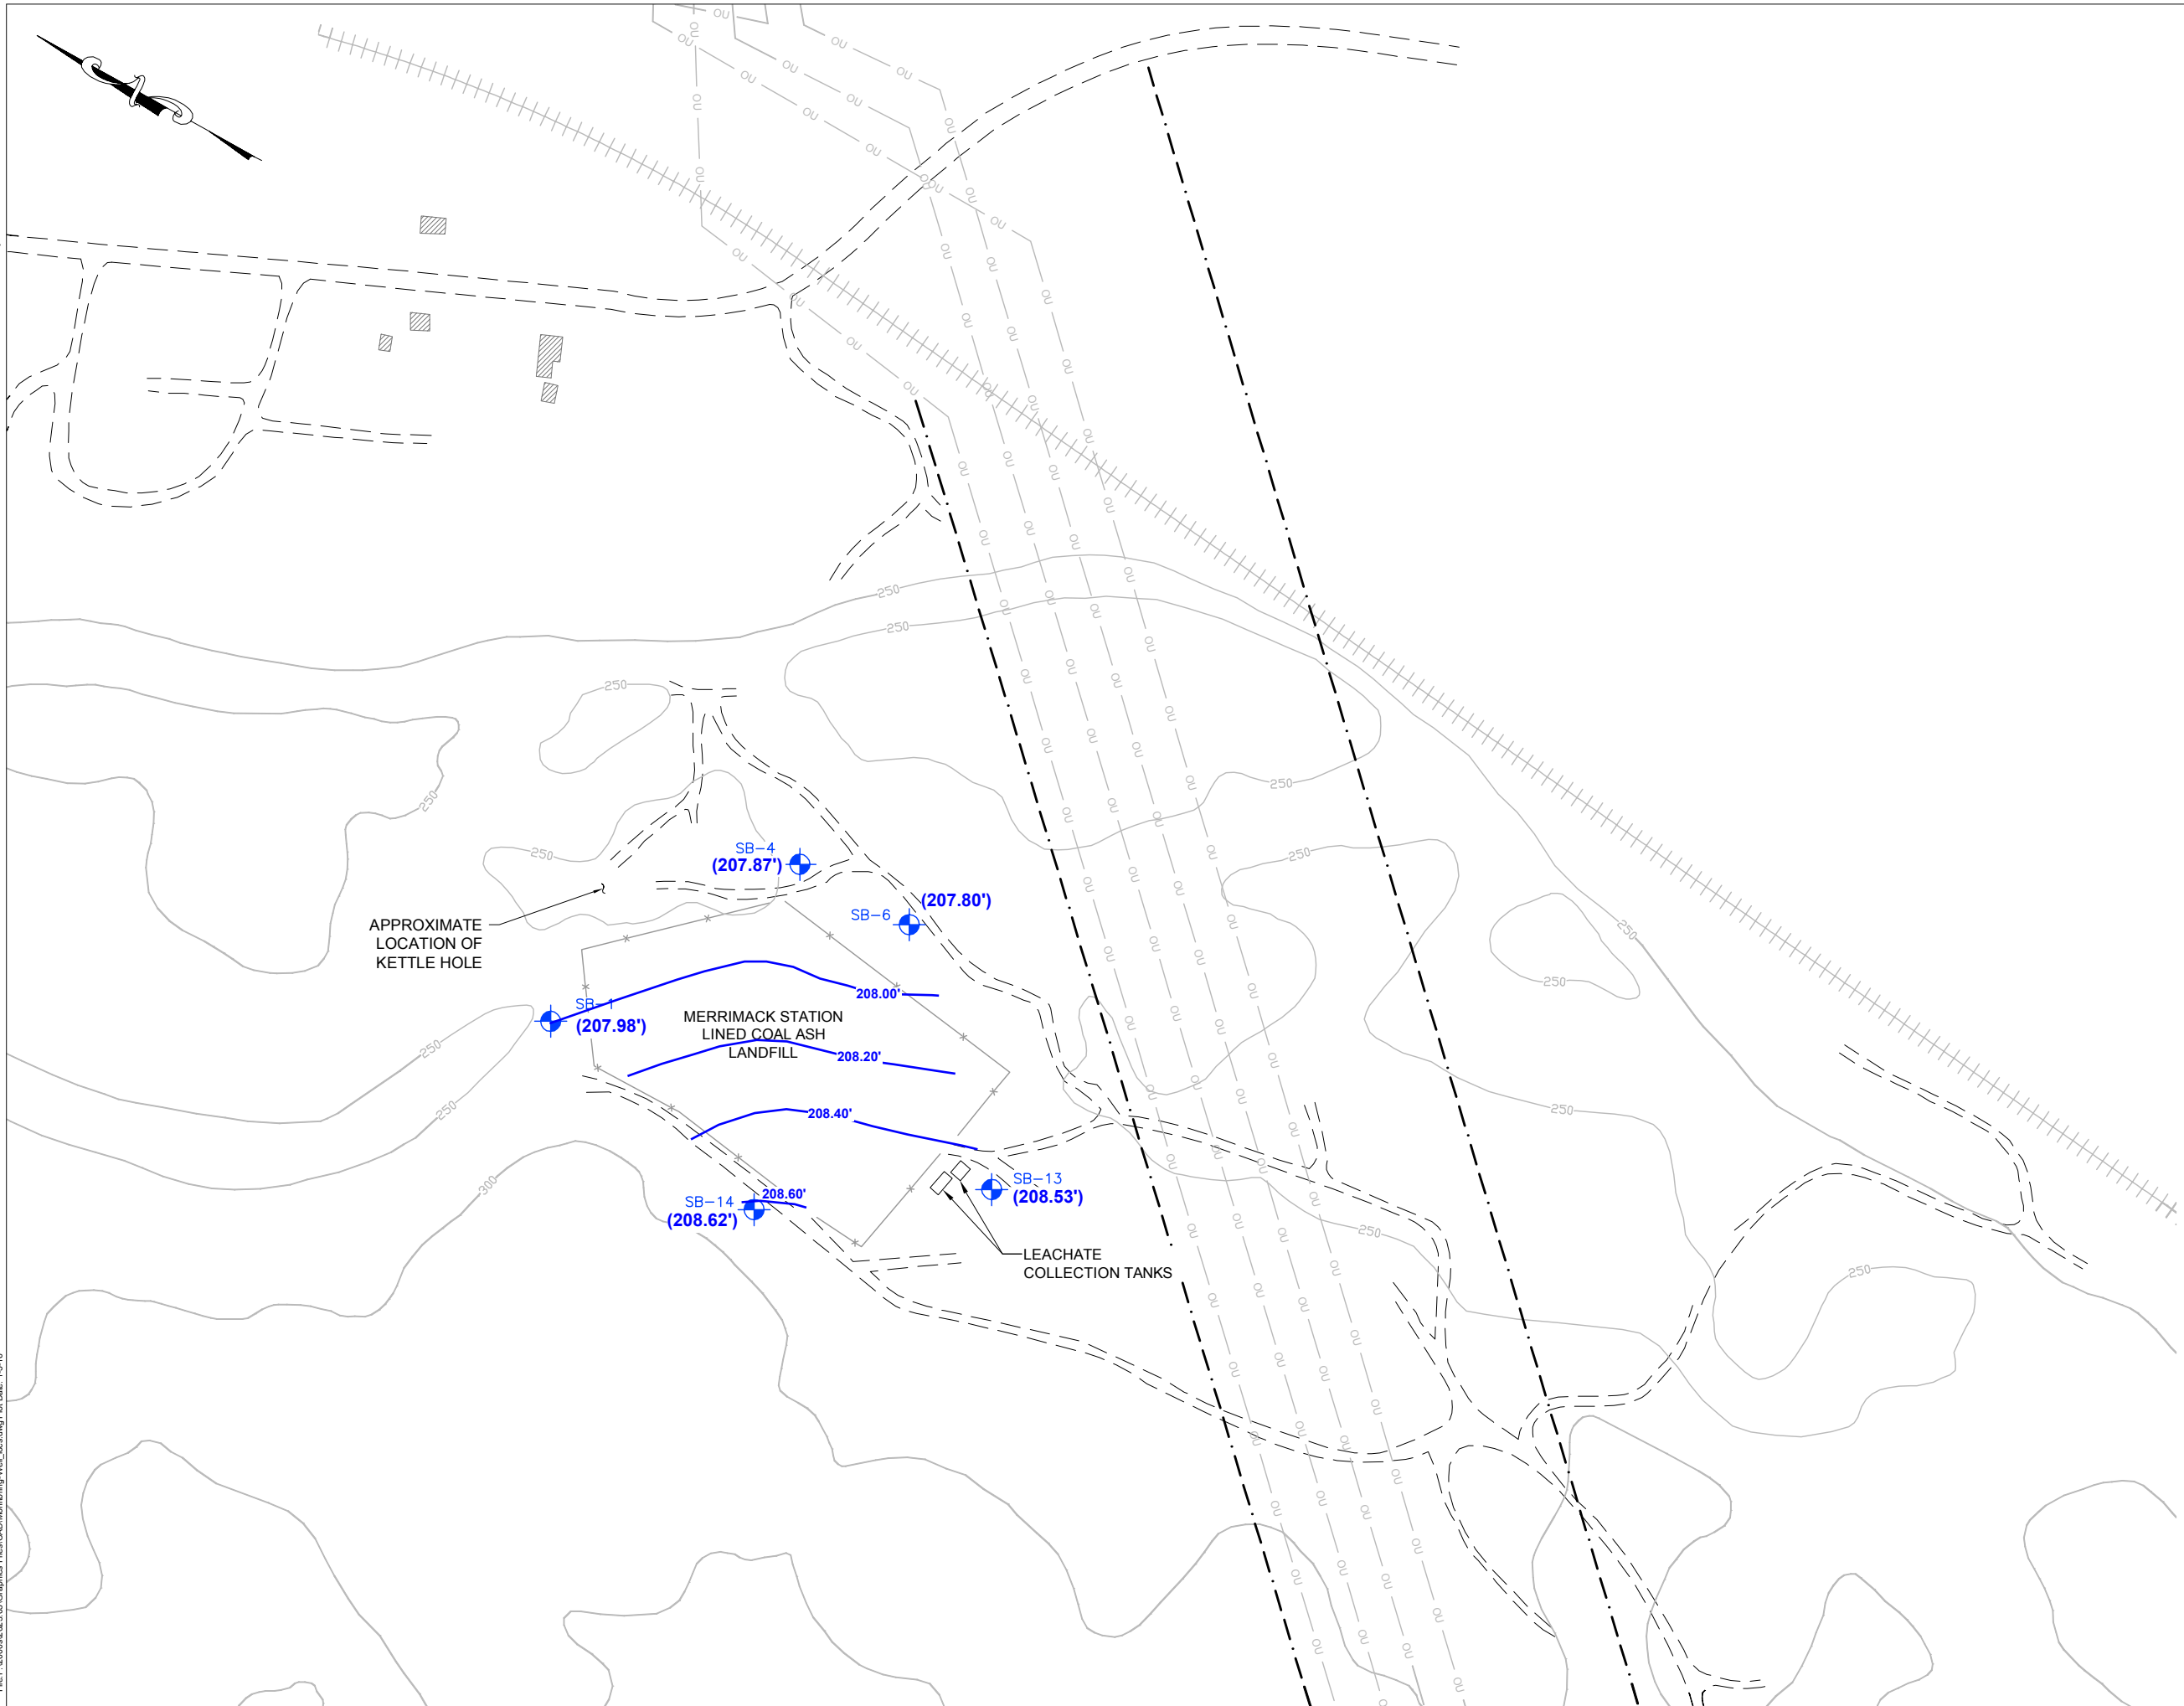 OU
250
250
250
250
250
250
250
SB-4
(207.87')
(207.80')
SB-6
APPROXIMATE
LOCATION OF
KETTLE HOLE
250
250
208.00'
SB-1
(207.98')
MERRIMACK STATION
LINED COAL ASH
LANDFILL
208.20'
250
250
250
208.40'
300
SB-13
(208.53')
208.60'
SB-14
(208.62')
250
LEACHATE
COLLECTION TANKS
250